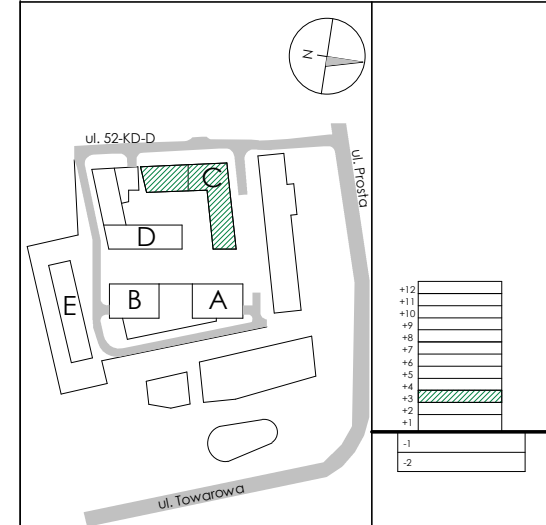 N
ul. 52-KD-D
C
ul. Prosta
D
E
B
A
+12
+11
+10
+9
+8
+7
+6
+5
+4
+3
+2
+1
-1
-2
ul. Towarowa